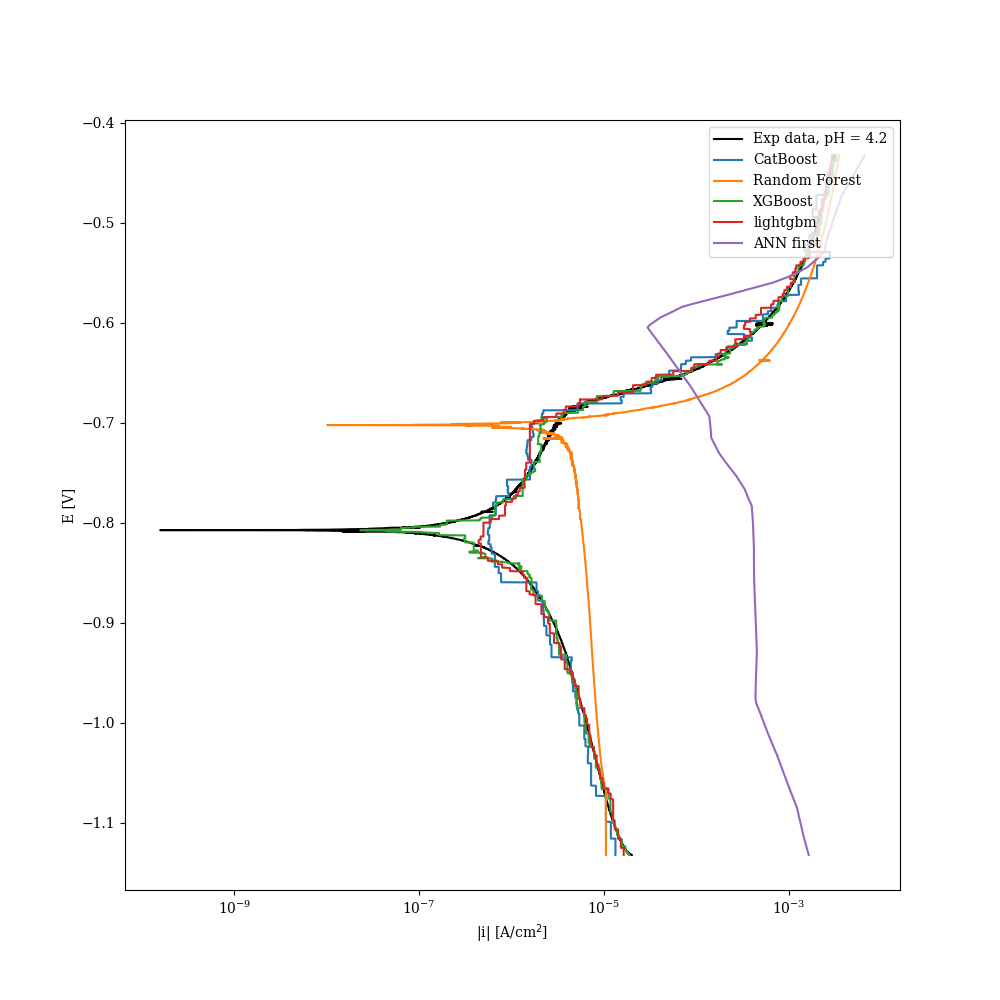 Exp data, pH = 4.2
CatBoost
Random Forest
XGBoost
lightgbm
ANN first
−0.4
−0.5
−0.6
−0.7
−0.8
−0.9
−1.0
−1.1
E [V]
10⁻⁹ 10⁻⁷ 10⁻⁵ 10⁻³
|i| [A/cm²]